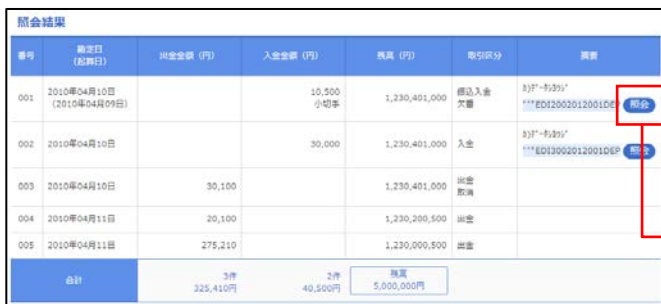 照会結果
番号 勘定日 出金金額（円） 入金金額（円） 残高（円） 取引区分 摘要
（起算日）
001 2010年04月10日 10,500 1,230,401,000 振込入金
（2010年04月09日） 小切手 欠番 ***EDI2002012001DEP 照会
002 2010年04月10日 30,000 1,230,401,000 入金
***EDI3002012001DEP 照会
003 2010年04月10日 30,100 1,230,401,000 出金
取消
004 2010年04月11日 20,100 1,230,200,500 出金
005 2010年04月11日 275,210 1,230,000,500 出金
合計 3件 2件 残高
325,410円 40,500円 5,000,000円